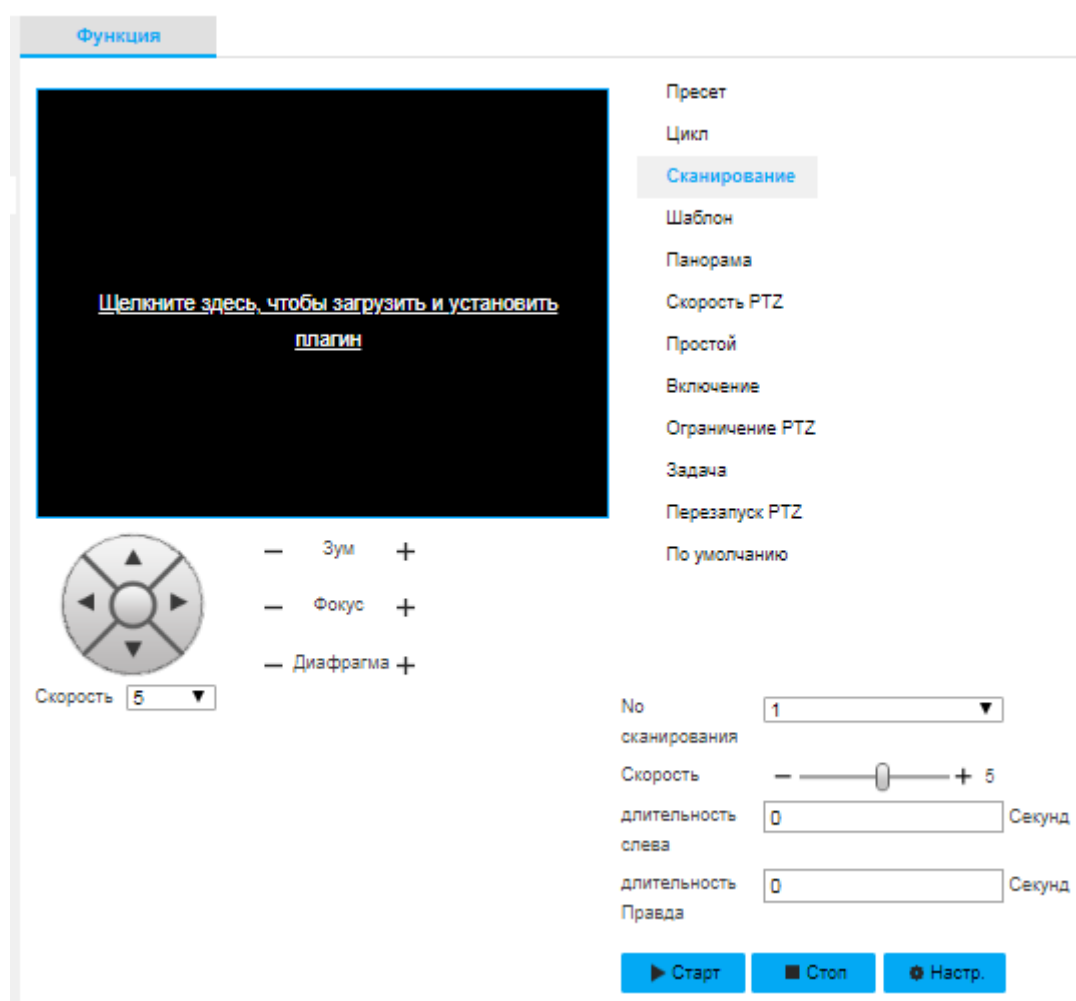 Функция
Щелкните здесь, чтобы загрузить и установить
плагин
Пресет
Цикл
Сканирование
Шаблон
Панорама
Скорость PTZ
Простой
Включение
Ограничение PTZ
Задача
Перезапуск PTZ
По умолчанию
— Зум +
— Фокус +
— Диафрагма +
Скорость 5
No
сканирования
1
Скорость — + 5
длительность
слева
0 Секунд
длительность
Правда
0 Секунд
Старт Стоп Настр.